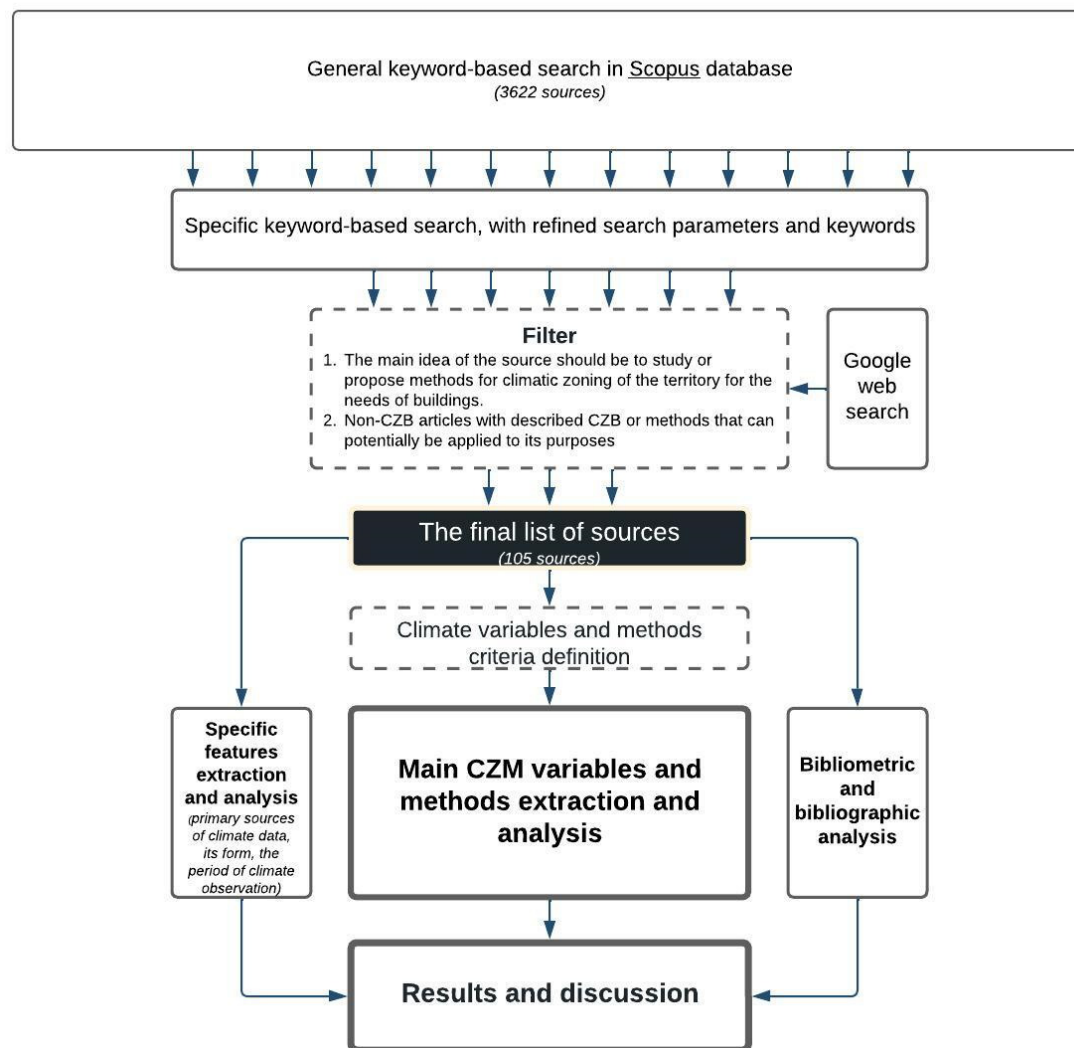 General keyword-based search in Scopus database
(3622 sources)
Specific keyword-based search, with refined search parameters and keywords
Filter
1. The main idea of the source should be to study or
propose methods for climatic zoning of the territory for the
needs of buildings.
2. Non-CZB articles with described CZB or methods that can
potentially be applied to its purposes
Google
web
search
The final list of sources
(105 sources)
Climate variables and methods
criteria definition
Specific
features
extraction
and analysis
(primary sources
of climate data,
its form, the
period of climate
observation)
Main CZM variables and
methods extraction and
analysis
Bibliometric
and
bibliographic
analysis
Results and discussion